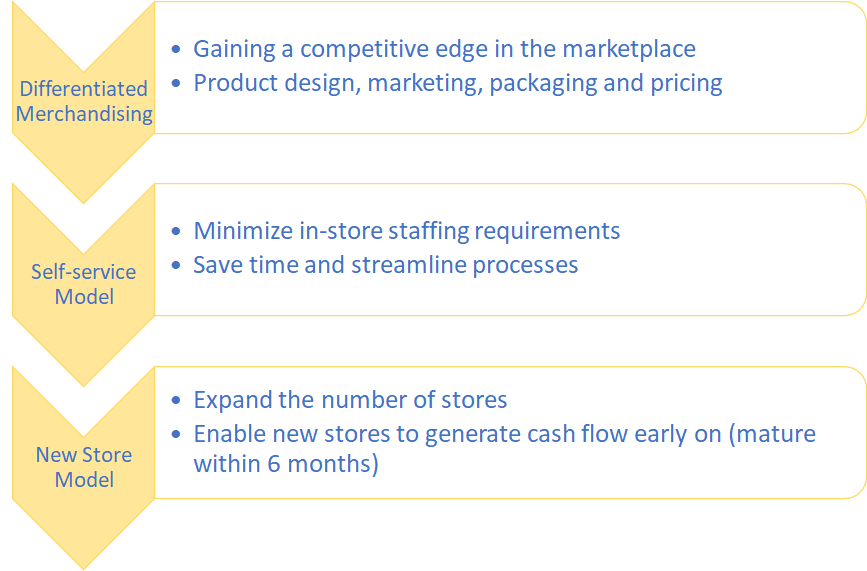 Differentiated
Merchandising
• Gaining a competitive edge in the marketplace
• Product design, marketing, packaging and pricing
Self-service
Model
• Minimize in-store staffing requirements
• Save time and streamline processes
New Store
Model
• Expand the number of stores
• Enable new stores to generate cash flow early on (mature
within 6 months)